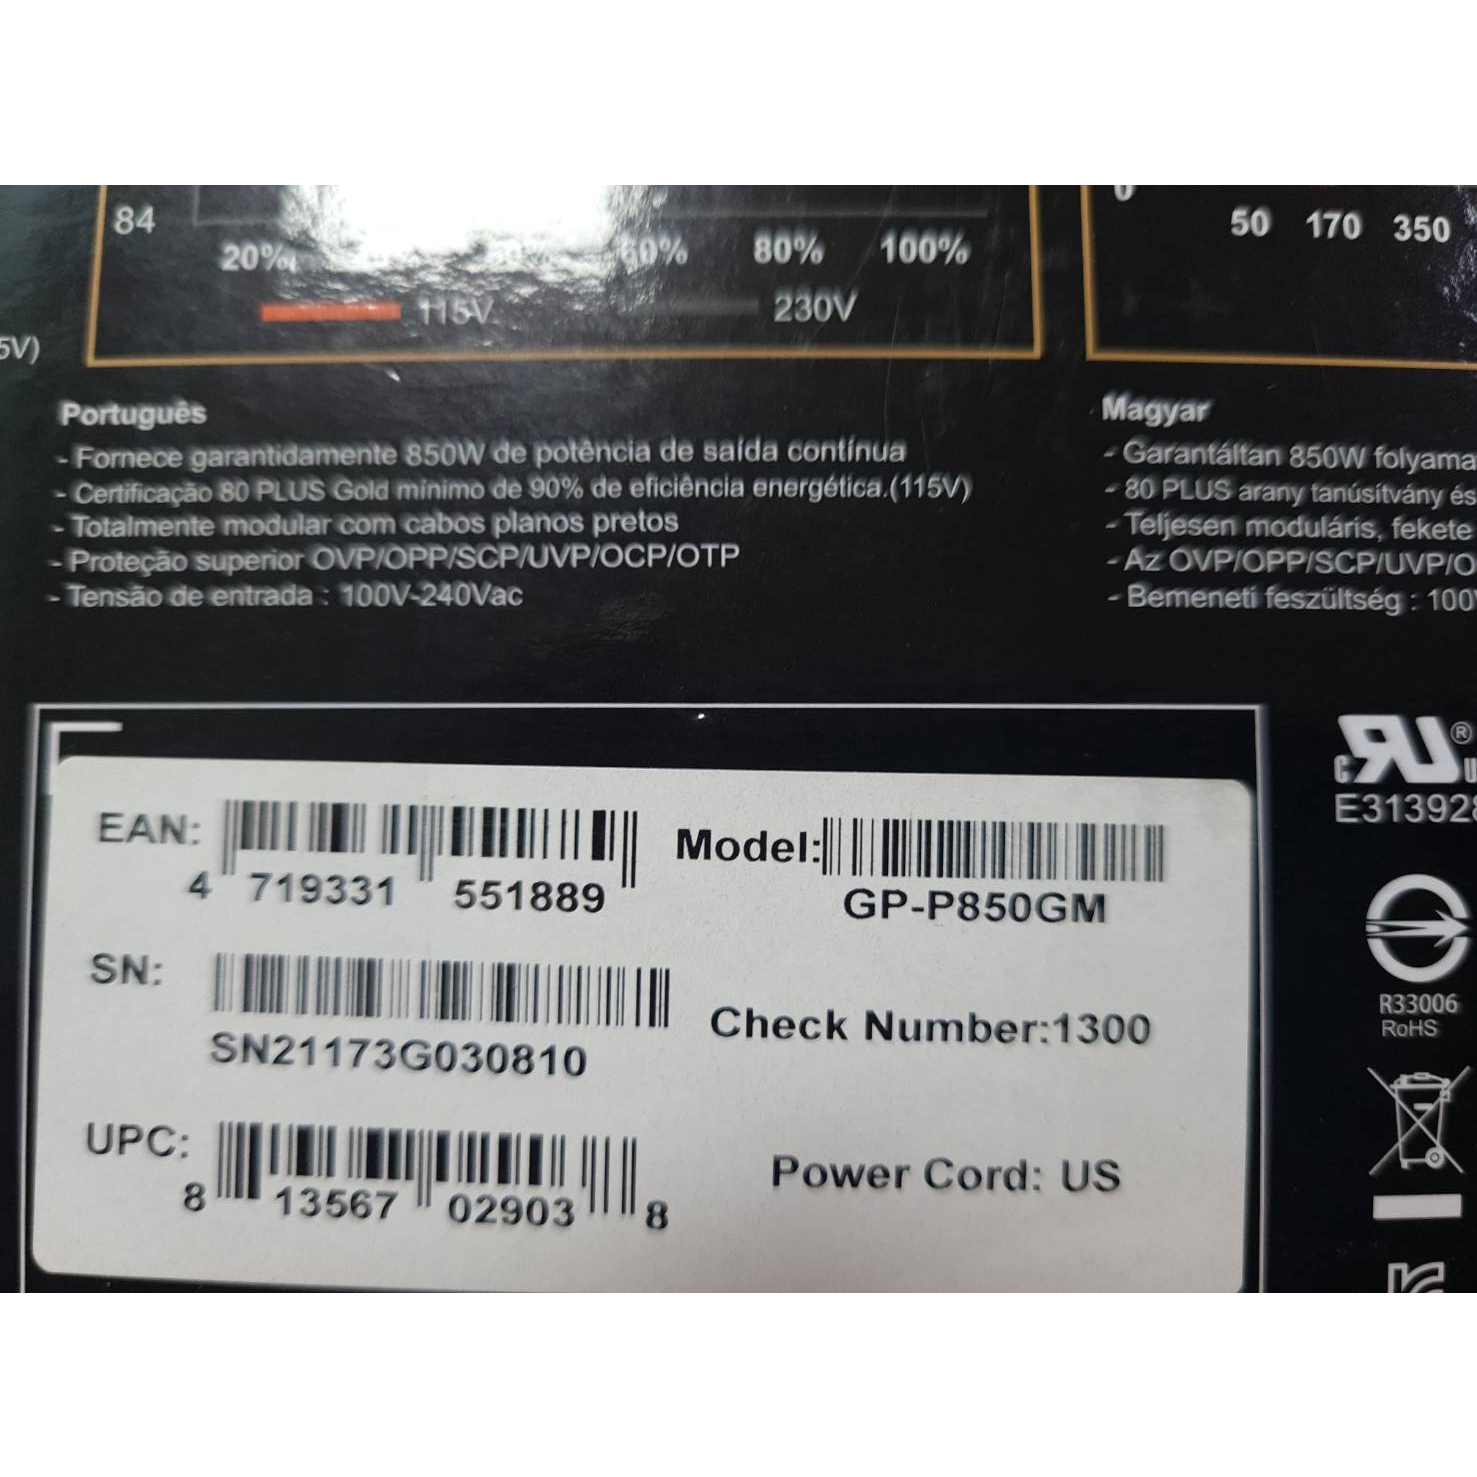 84
20% 60% 80% 100%
115V 230V
5V)
0
50 170 350
Português
- Fornece garantidamente 850W de potência de saída contínua
- Certificação 80 PLUS Gold mínimo de 90% de eficiência energética.(115V)
- Totalmente modular com cabos planos pretos
- Proteção superior OVP/OPP/SCP/UVP/OCP/OTP
- Tensão de entrada : 100V-240Vac
Magyar
- Garantáltan 850W folyama
- 80 PLUS arany tanúsítvány és
- Teljesen moduláris, fekete
- Az OVP/OPP/SCP/UVP/O
- Bemeneti feszültség : 100V
EAN:
4 719331 551889
Model:
GP-P850GM
SN:
SN21173G030810
Check Number:1300
UPC:
8 13567 02903 8
Power Cord: US
c RU ® u
E313928
R33006
RoHS